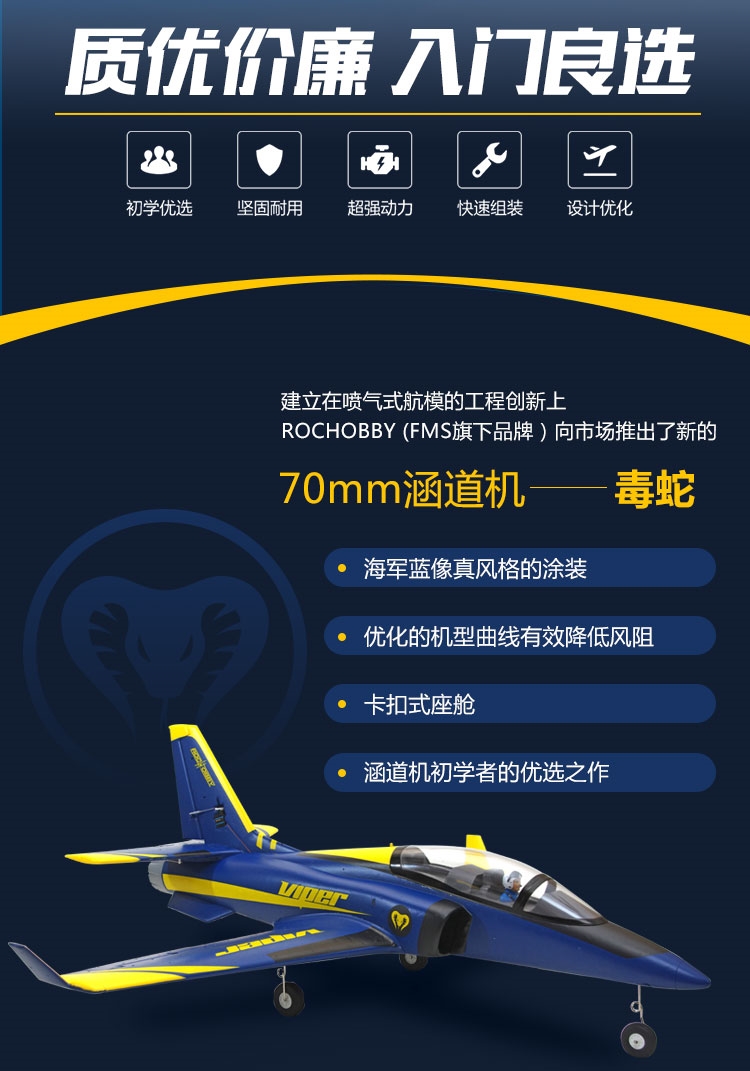 质优价廉 入门良选
初学优选 坚固耐用 超强动力 快速组装 设计优化
建立在喷气式航模的工程创新上
ROCHOBBY (FMS旗下品牌）向市场推出了新的
70mm涵道机——毒蛇
海军蓝像真风格的涂装
优化的机型曲线有效降低风阻
卡扣式座舱
涵道机初学者的优选之作
ROCHOBBY
VIPER
VIPER